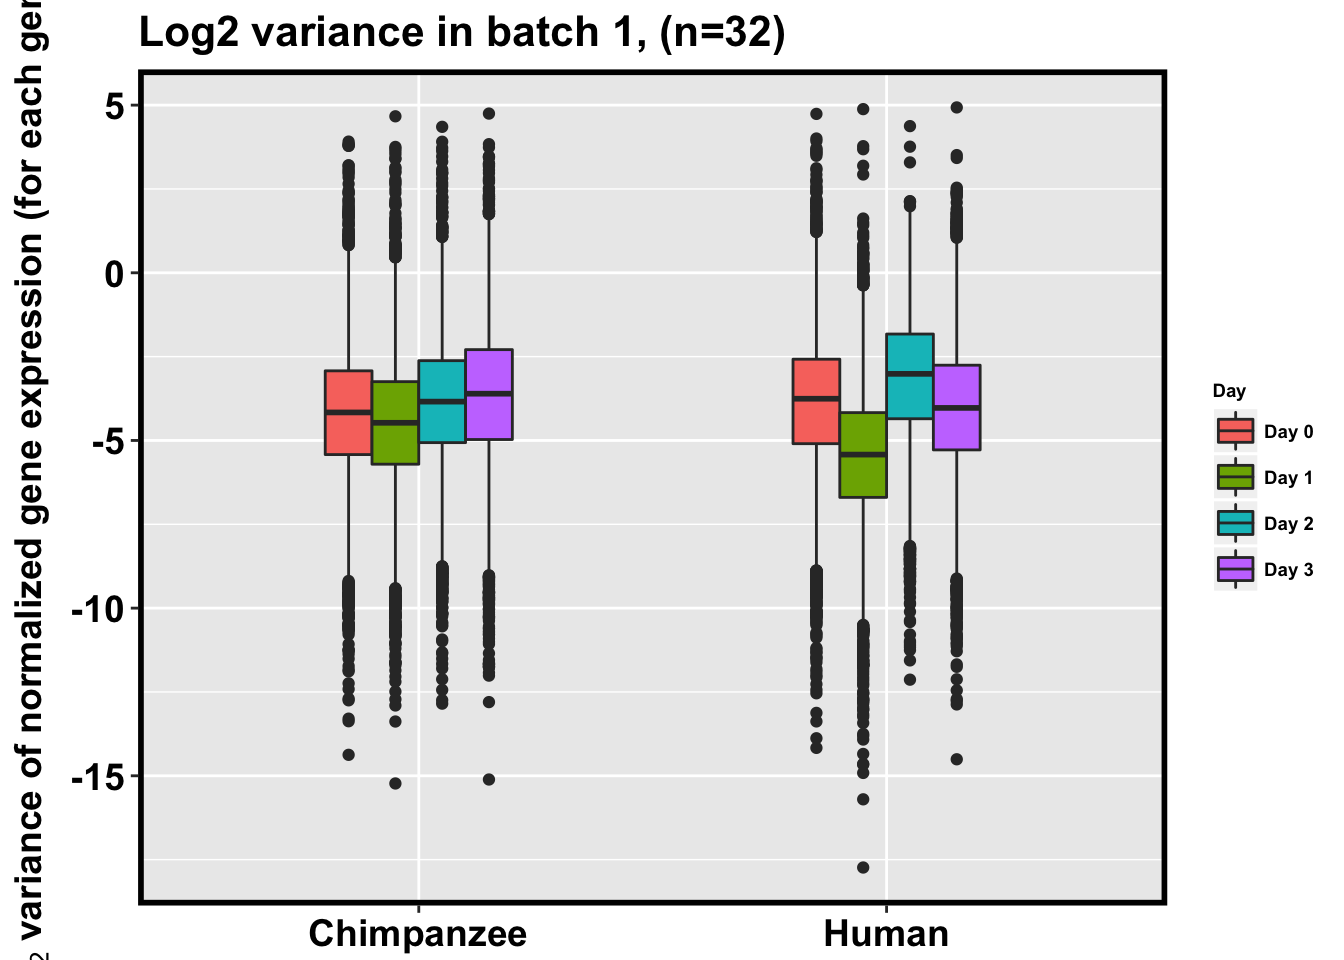 Log2 variance in batch 1, (n=32)
2 variance of normalized gene expression (for each
5
0
-5
-10
-15
Chimpanzee
Human
Day
Day 0
Day 1
Day 2
Day 3